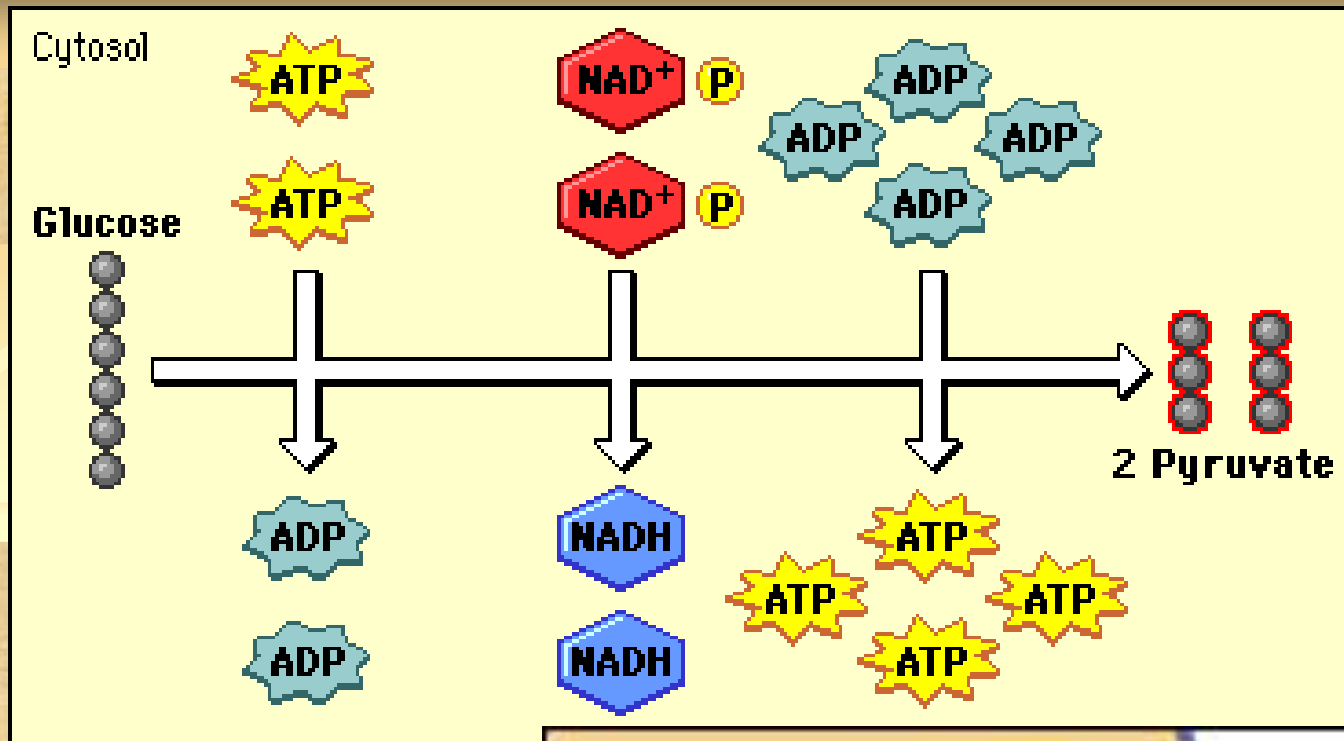 Cytosol
ATP
NAD⁺ P
ADP
ADP
ADP
ATP
NAD⁺ P
ADP
Glucose
2 Pyruvate
ADP
NADH
ATP
ATP
ATP
ADP
NADH
ATP